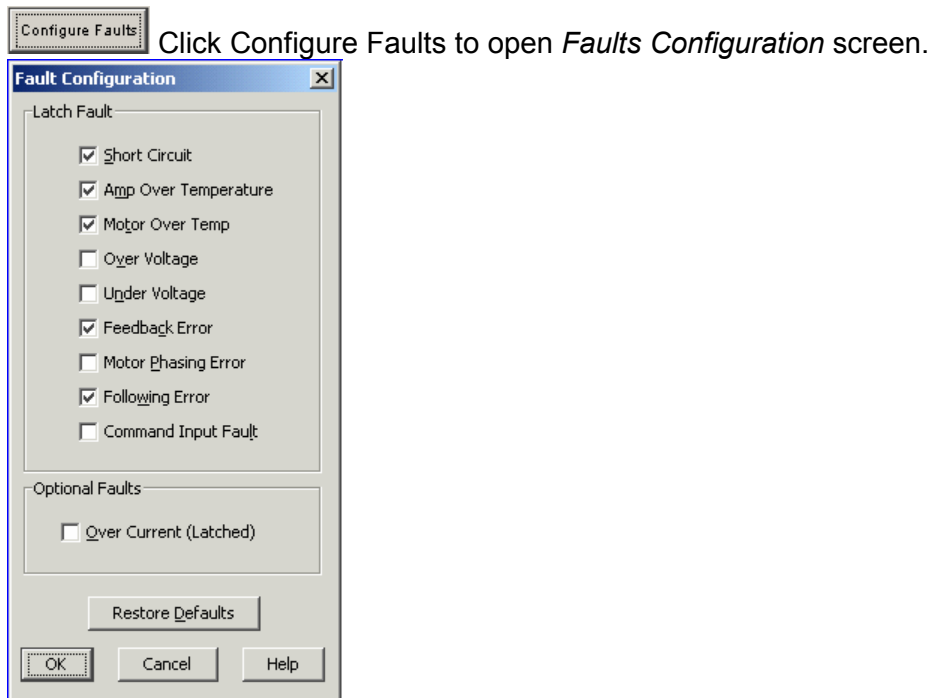 Configure Faults Click Configure Faults to open Faults Configuration screen.
Fault Configuration
Latch Fault
Short Circuit
Amp Over Temperature
Motor Over Temp
Over Voltage
Under Voltage
Feedback Error
Motor Phasing Error
Following Error
Command Input Fault
Optional Faults
Over Current (Latched)
Restore Defaults
OK Cancel Help